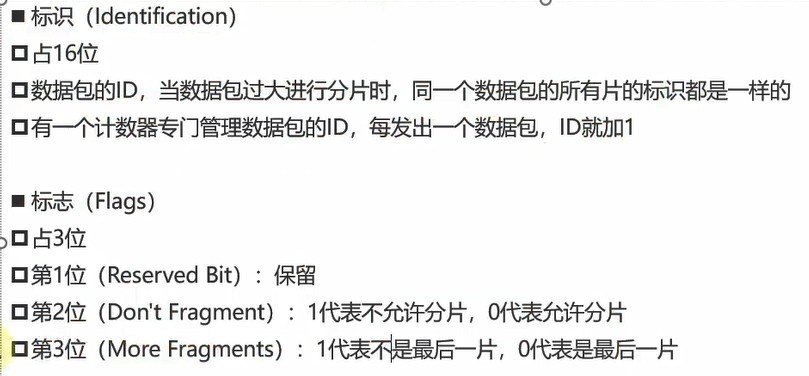 ■ 标识（Identification）
□ 占16位
□ 数据包的ID，当数据包过大进行分片时，同一个数据包的所有片的标识都是一样的
□ 有一个计数器专门管理数据包的ID，每发出一个数据包，ID就加1
■ 标志（Flags）
□ 占3位
□ 第1位（Reserved Bit）：保留
□ 第2位（Don't Fragment）：1代表不允许分片，0代表允许分片
□ 第3位（More Fragments）：1代表不是最后一片，0代表是最后一片